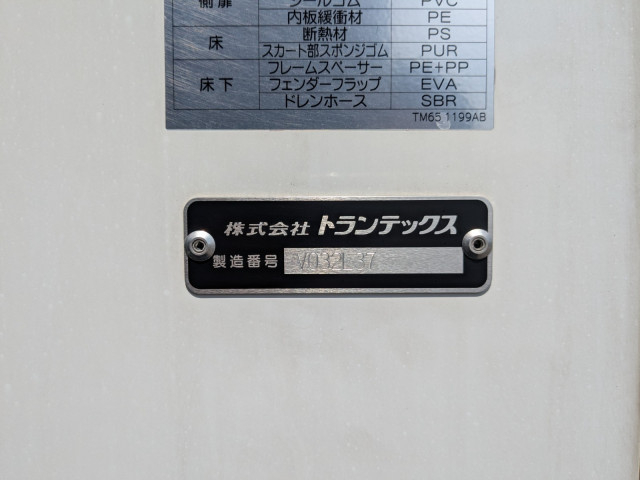 側扉 シールゴム PVC
内板緩衝材 PE
床 断熱材 PS
スカート部スポンジゴム PUR
フレームスペーサー PE+PP
床下 フェンダーフラップ EVA
ドレンホース SBR
TM65 1199AB
株式会社 トランテックス
製造番号